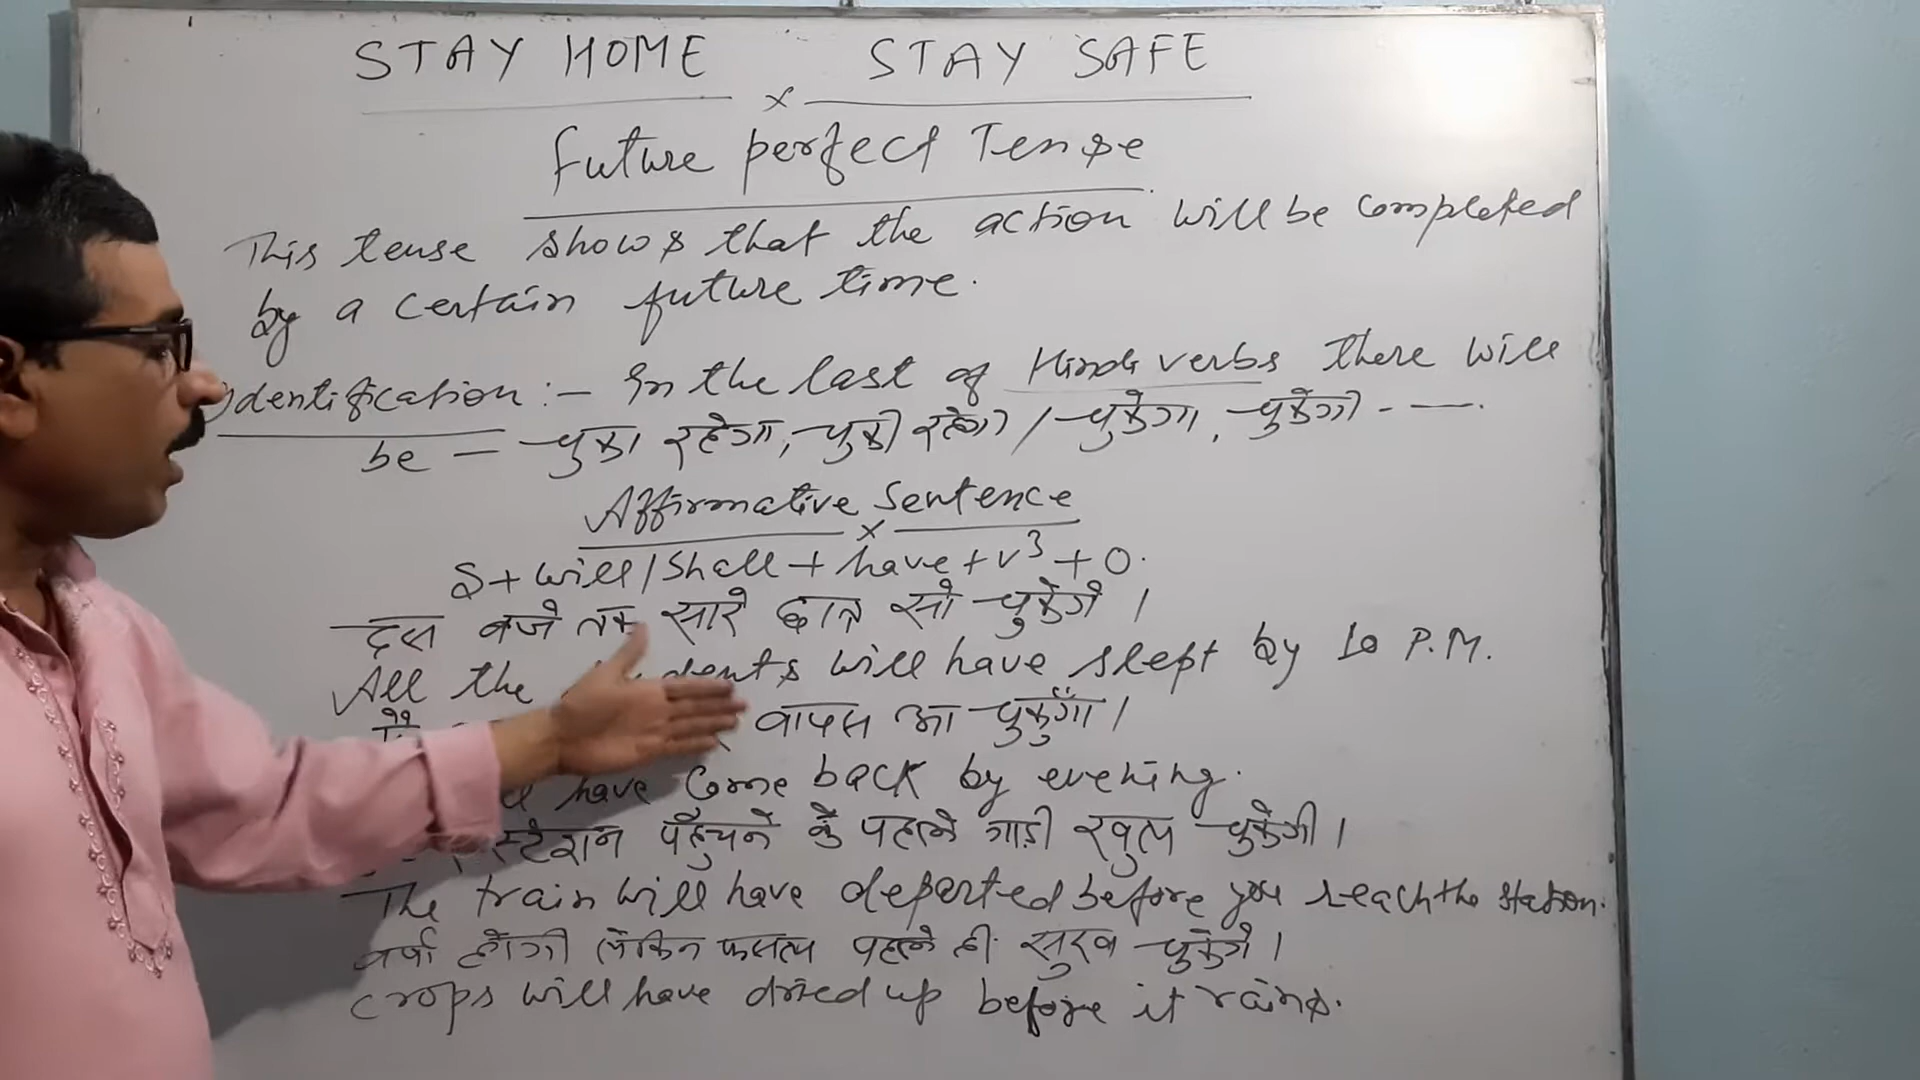 STAY HOME x STAY SAFE
Future perfect Tense
This tense shows that the action will be completed
by a certain future time.
Identification :- In the last of Hindi verbs there will
be - चुका रहेगा, चुकी रहेगी / चुकेगा, चुकेगी - -.
Affirmative x Sentence
S + will / Shall + have + v³ + O.
दस बजे तक सारे छात्र सो चुकेंगे ।
All the will have slept by 10 P.M.
मैं वापस आ चुकुँगा ।
have come back by evening.
स्टेशन पहुँचने के पहले गाड़ी खुल चुकेगी ।
The train will have departed before you reach the station.
वर्षा होगी लेकिन फसल पहले ही सुख चुकेंगे ।
crops will have dried up before it rains.